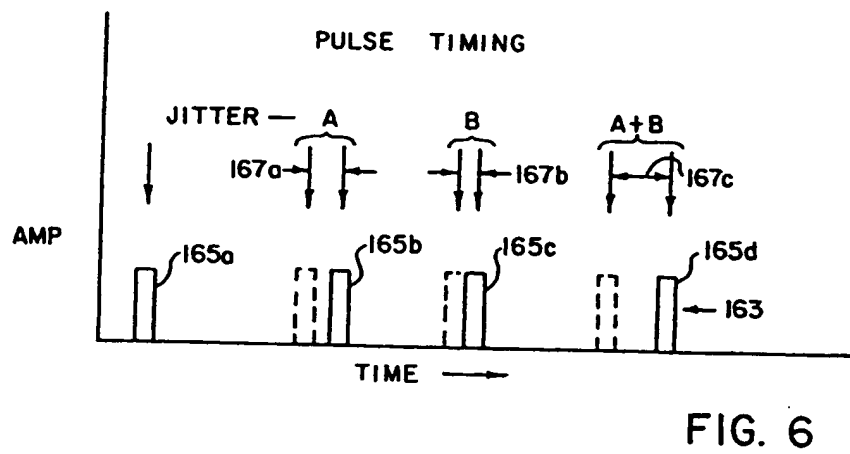 PULSE TIMING
JITTER — A B A+B
167a 167b 167c
AMP
165a 165b 165c 165d
163
TIME
FIG. 6